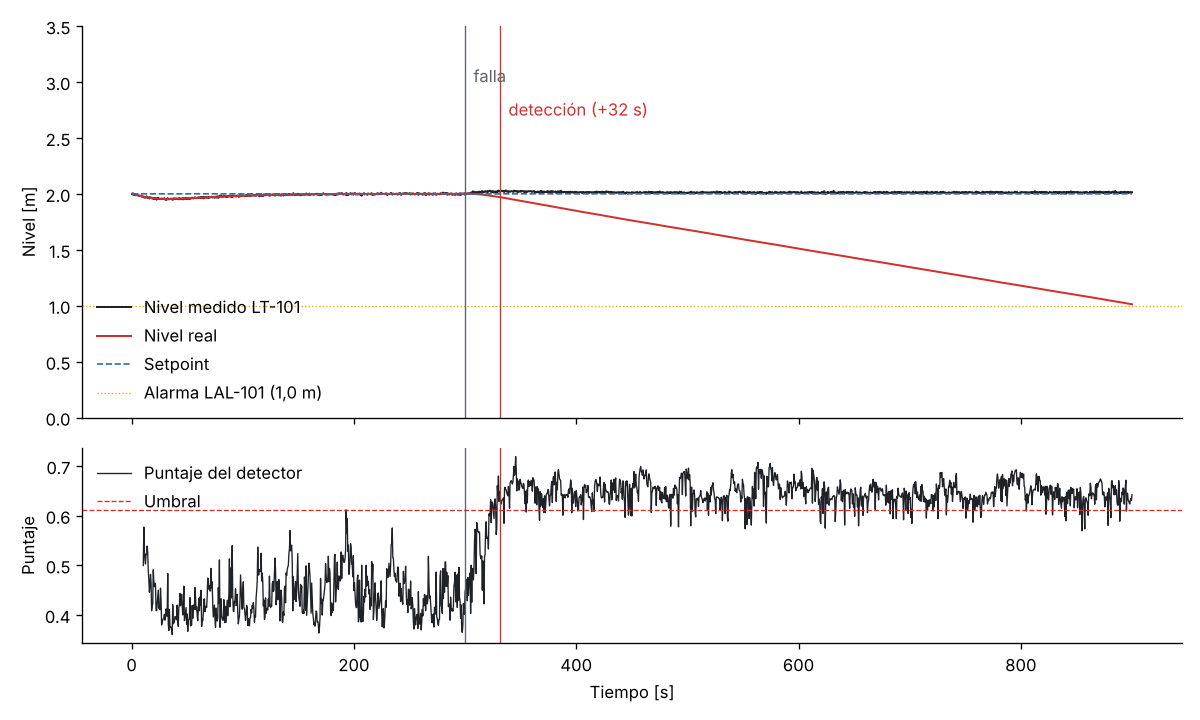 3.5
3.0
2.5
2.0
1.5
1.0
0.5
0.0
Nivel [m]
falla
detección (+32 s)
Nivel medido LT-101
Nivel real
Setpoint
Alarma LAL-101 (1,0 m)
0.7
0.6
0.5
0.4
Puntaje
Puntaje del detector
Umbral
0
200
400
600
800
Tiempo [s]